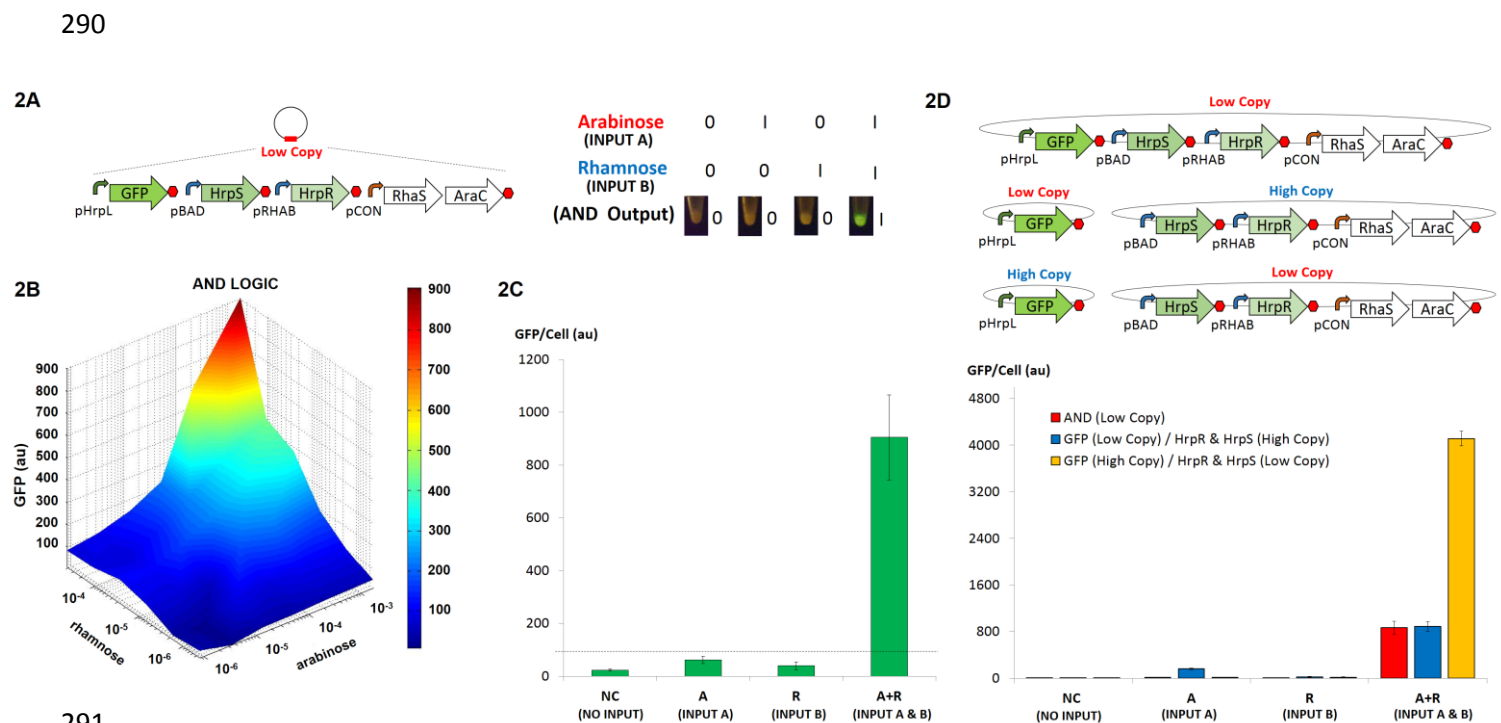 290
2A
Low Copy
GFP
HrpS
HrpR
RhaS
AraC
pHrpL
pBAD
pRHAB
pCON
Arabinose 0 I 0 I
(INPUT A)
Rhamnose 0 0 I I
(INPUT B)
(AND Output) 0 0 0 I
2B
AND LOGIC
900
800
700
600
500
400
300
200
100
GFP (au)
10-4
10-5
10-6
rhamnose
10-6
10-5
10-4
10-3
arabinose
900
800
700
600
500
400
300
200
100
2C
GFP/Cell (au)
1200
1000
800
600
400
200
0
NC A R A+R
(NO INPUT) (INPUT A) (INPUT B) (INPUT A & B)
2D
Low Copy
GFP HrpS HrpR RhaS AraC
pHrpL pBAD pRHAB pCON
Low Copy High Copy
GFP HrpS HrpR RhaS AraC
pHrpL pBAD pRHAB pCON
High Copy Low Copy
GFP HrpS HrpR RhaS AraC
pHrpL pBAD pRHAB pCON
GFP/Cell (au)
4800
4000
3200
2400
1600
800
0
AND (Low Copy)
GFP (Low Copy) / HrpR & HrpS (High Copy)
GFP (High Copy) / HrpR & HrpS (Low Copy)
NC A R A+R
(NO INPUT) (INPUT A) (INPUT B) (INPUT A & B)
291